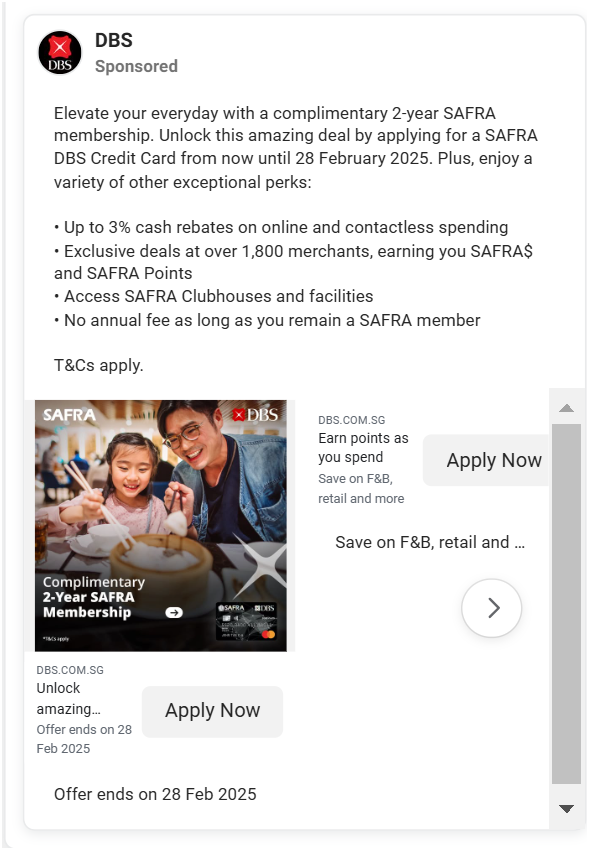 DBS
DBS
Sponsored
Elevate your everyday with a complimentary 2-year SAFRA
membership. Unlock this amazing deal by applying for a SAFRA
DBS Credit Card from now until 28 February 2025. Plus, enjoy a
variety of other exceptional perks:
• Up to 3% cash rebates on online and contactless spending
• Exclusive deals at over 1,800 merchants, earning you SAFRA$
and SAFRA Points
• Access SAFRA Clubhouses and facilities
• No annual fee as long as you remain a SAFRA member
T&Cs apply.
SAFRA
DBS
Complimentary
2-Year SAFRA
Membership
*T&Cs apply
SAFRA DBS
DBS.COM.SG
Unlock
amazing...
Offer ends on 28
Feb 2025
Apply Now
Offer ends on 28 Feb 2025
DBS.COM.SG
Earn points as
you spend
Save on F&B,
retail and more
Apply Now
Save on F&B, retail and ...